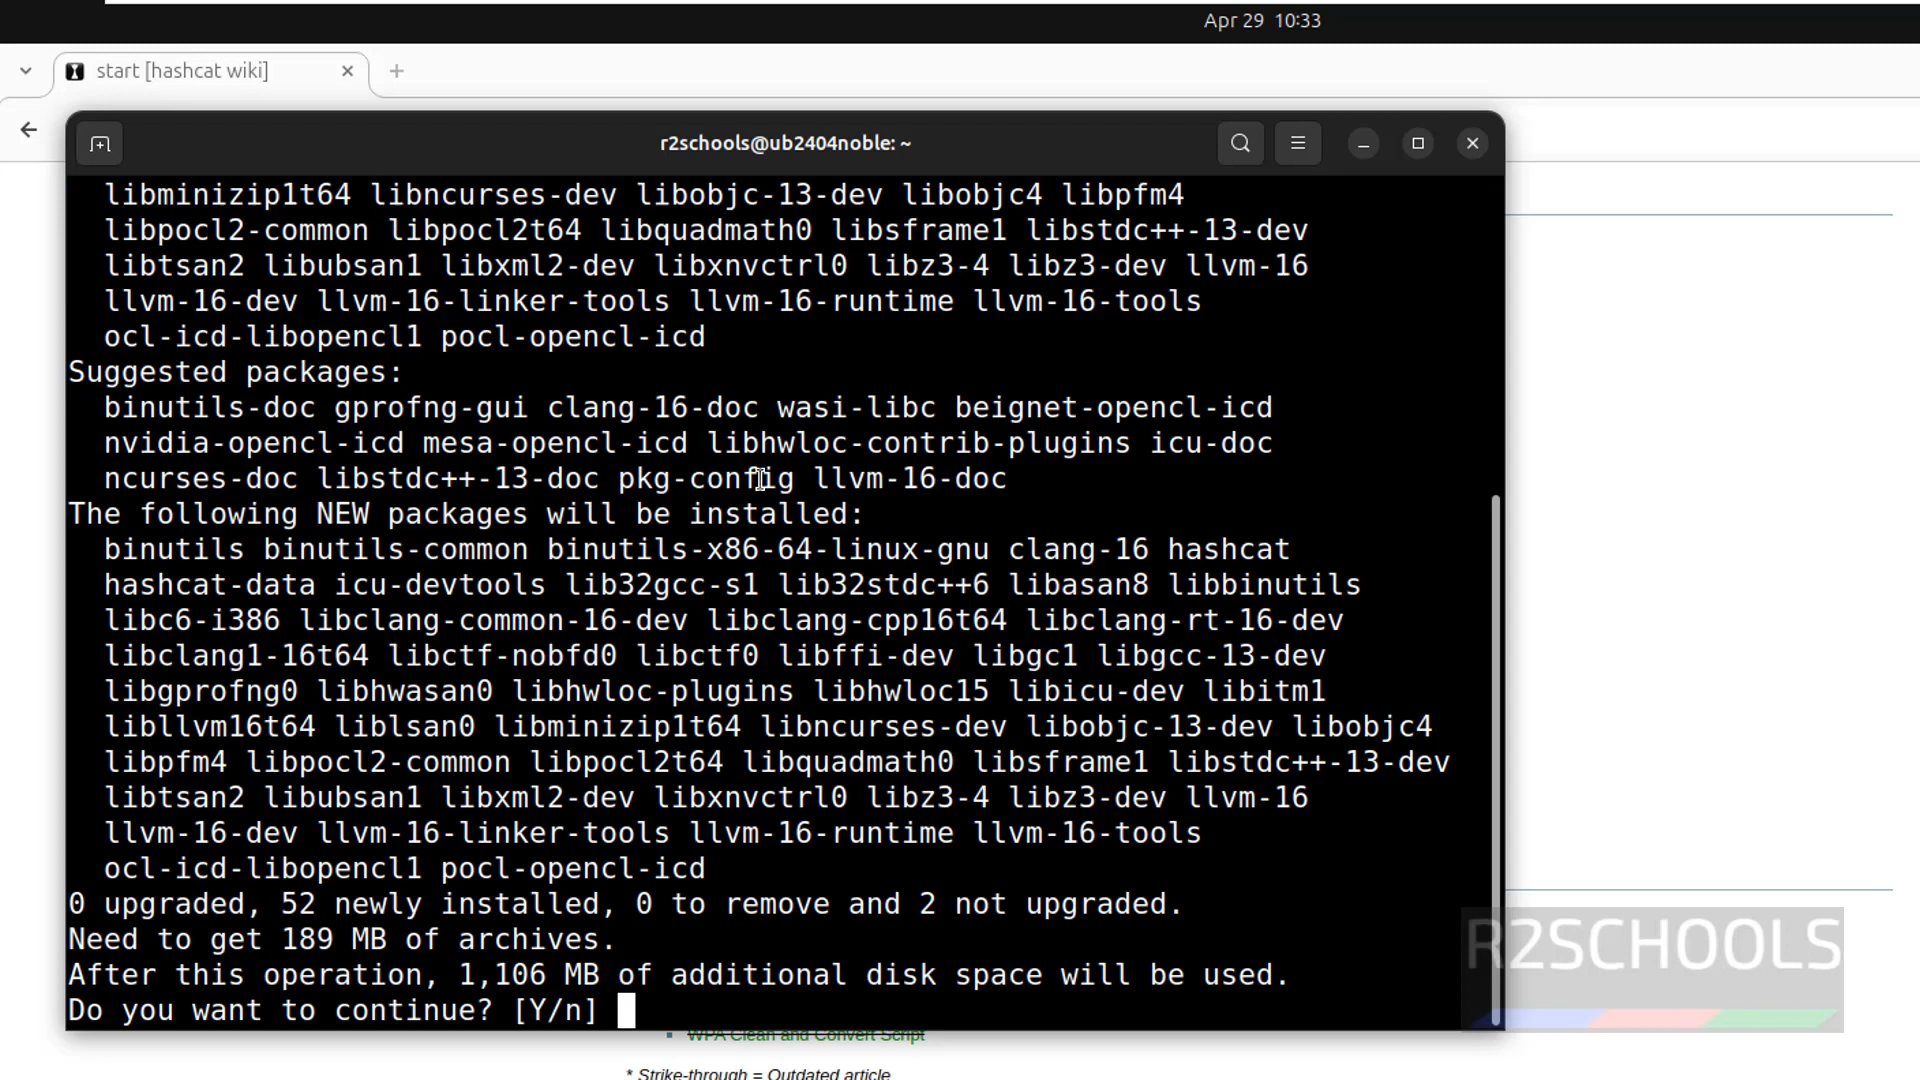 Apr 29 10:33
start [hashcat wiki]
r2schools@ub2404noble: ~
libminizip1t64 libncurses-dev libobjc-13-dev libobjc4 libpfm4
libpocl2-common libpocl2t64 libquadmath0 libsframe1 libstdc++-13-dev
libtsan2 libubsan1 libxml2-dev libxnvctrl0 libz3-4 libz3-dev llvm-16
llvm-16-dev llvm-16-linker-tools llvm-16-runtime llvm-16-tools
ocl-icd-libopencl1 pocl-opencl-icd
Suggested packages:
binutils-doc gprofng-gui clang-16-doc wasi-libc beignet-opencl-icd
nvidia-opencl-icd mesa-opencl-icd libhwloc-contrib-plugins icu-doc
ncurses-doc libstdc++-13-doc pkg-config llvm-16-doc
The following NEW packages will be installed:
binutils binutils-common binutils-x86-64-linux-gnu clang-16 hashcat
hashcat-data icu-devtools lib32gcc-s1 lib32stdc++6 libasan8 libbinutils
libc6-i386 libclang-common-16-dev libclang-cpp16t64 libclang-rt-16-dev
libclang1-16t64 libctf-nobfd0 libctf0 libffi-dev libgc1 libgcc-13-dev
libgprofng0 libhwasan0 libhwloc-plugins libhwloc15 libicu-dev libitm1
libllvm16t64 liblsan0 libminizip1t64 libncurses-dev libobjc-13-dev libobjc4
libpfm4 libpocl2-common libpocl2t64 libquadmath0 libsframe1 libstdc++-13-dev
libtsan2 libubsan1 libxml2-dev libxnvctrl0 libz3-4 libz3-dev llvm-16
llvm-16-dev llvm-16-linker-tools llvm-16-runtime llvm-16-tools
ocl-icd-libopencl1 pocl-opencl-icd
0 upgraded, 52 newly installed, 0 to remove and 2 not upgraded.
Need to get 189 MB of archives.
After this operation, 1,106 MB of additional disk space will be used.
Do you want to continue? [Y/n]
R2SCHOOLS
WPA Clean and Convert Script
* Strike-through = Outdated article